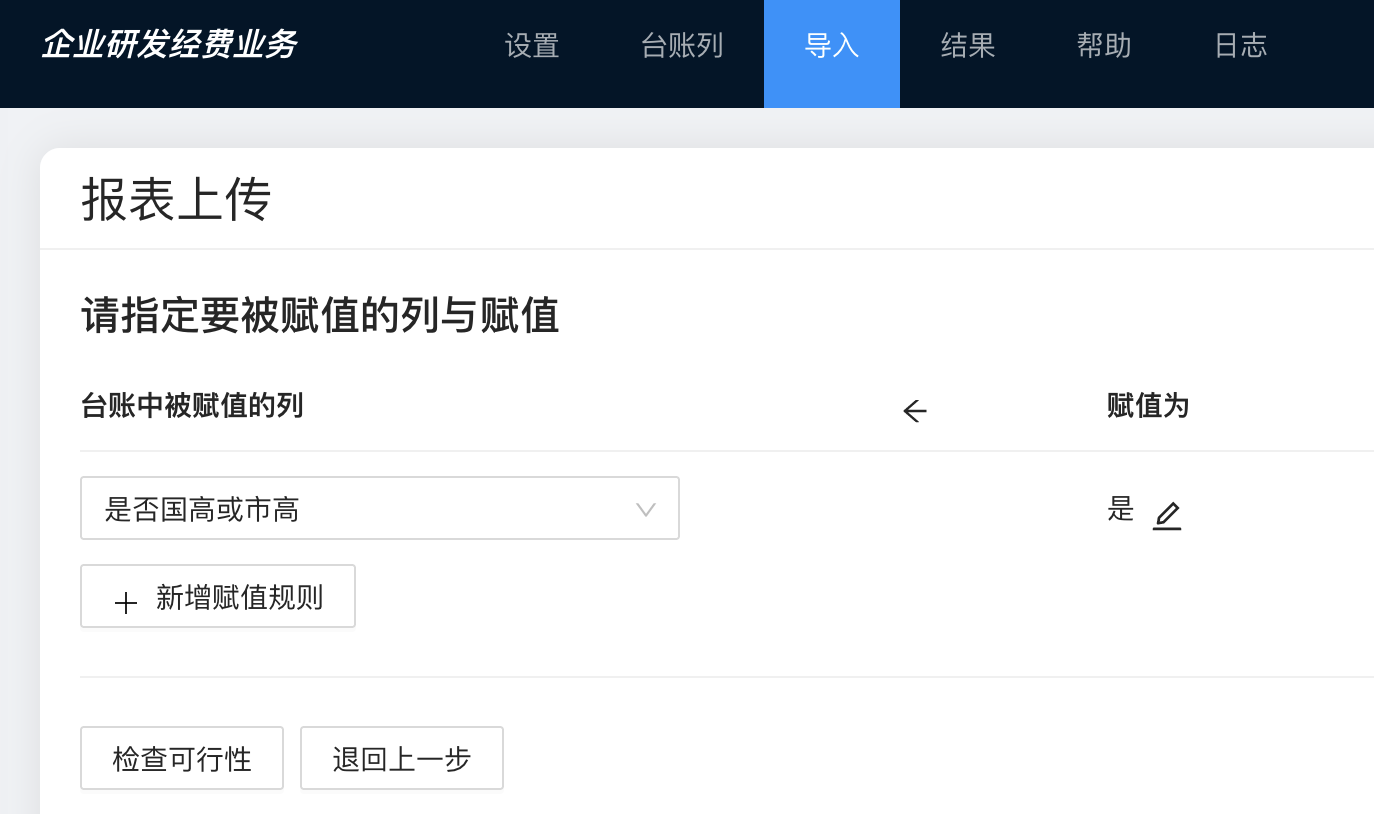 企业研发经费业务 设置 台账列 导入 结果 帮助 日志
报表上传
请指定要被赋值的列与赋值
台账中被赋值的列 ← 赋值为
是否国高或市高 是
+ 新增赋值规则
检查可行性 退回上一步